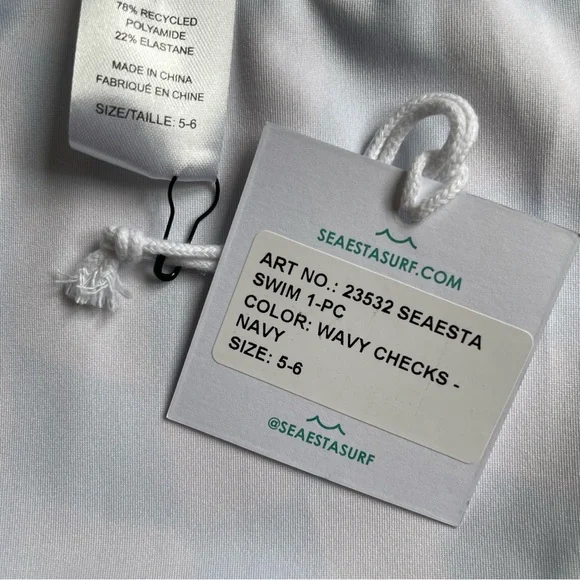 78% RECYCLED
POLYAMIDE
22% ELASTANE
MADE IN CHINA
FABRIQUÉ EN CHINE
SIZE/TAILLE: 5-6
SEAESTASURF.COM
ART NO.: 23532 SEAESTA
SWIM 1-PC
COLOR: WAVY CHECKS -
NAVY
SIZE: 5-6
@SEAESTASURF